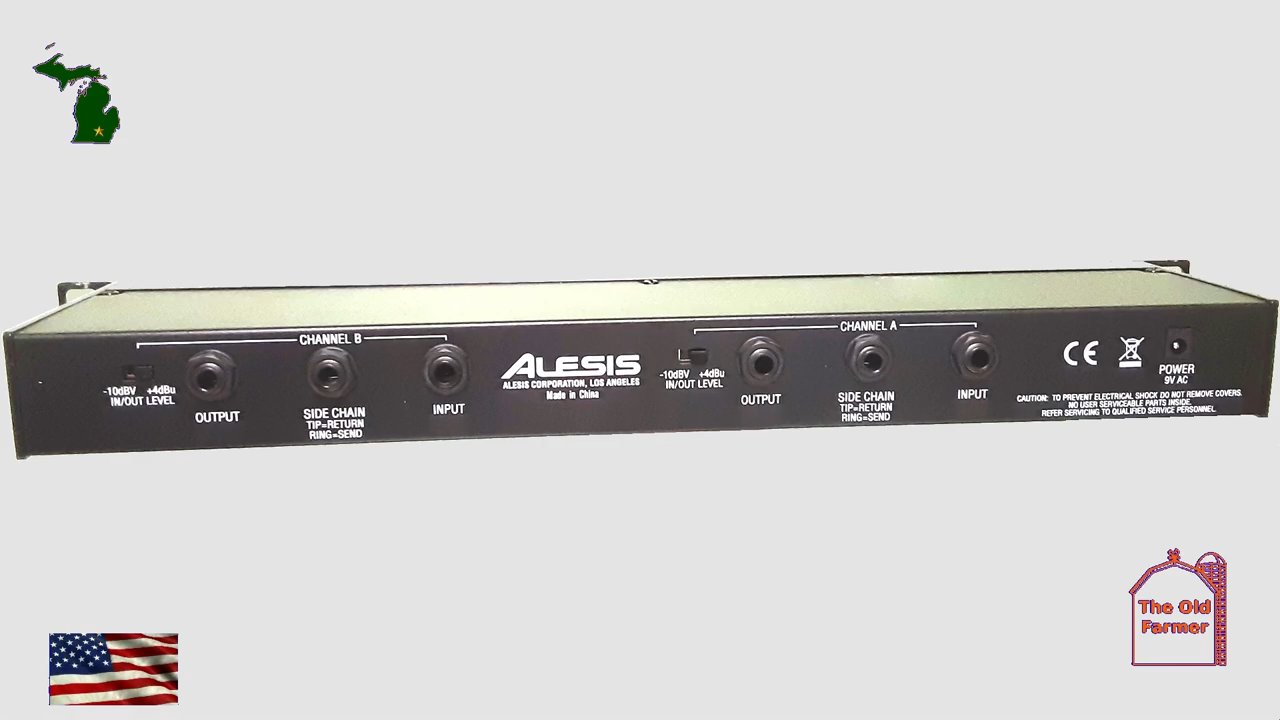 CHANNEL B
-10dBV +4dBu
IN/OUT LEVEL
OUTPUT
SIDE CHAIN
TIP=RETURN
RING=SEND
INPUT
ALESIS
ALESIS CORPORATION, LOS ANGELES
Made in China
CHANNEL A
-10dBV +4dBu
IN/OUT LEVEL
OUTPUT
SIDE CHAIN
TIP=RETURN
RING=SEND
INPUT
CE
POWER
9V AC
CAUTION: TO PREVENT ELECTRICAL SHOCK DO NOT REMOVE COVERS.
NO USER SERVICEABLE PARTS INSIDE.
REFER SERVICING TO QUALIFIED SERVICE PERSONNEL.
The Old
Farmer